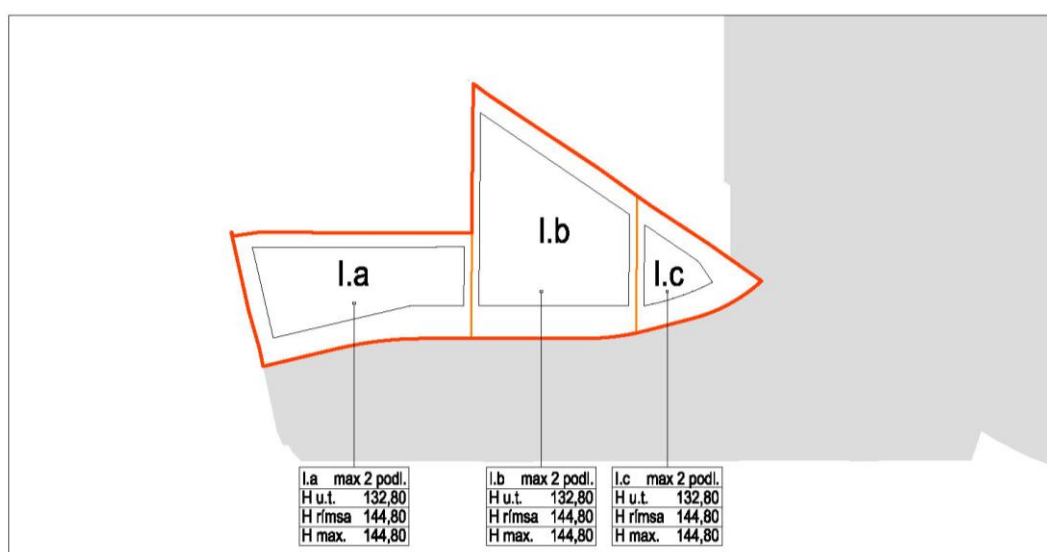 I.b
I.a
I.c
I.a max 2 podl.
H u.t. 132,80
H rímsa 144,80
H max. 144,80
I.b max 2 podl.
H u.t. 132,80
H rímsa 144,80
H max. 144,80
I.c max 2 podl.
H u.t. 132,80
H rímsa 144,80
H max. 144,80